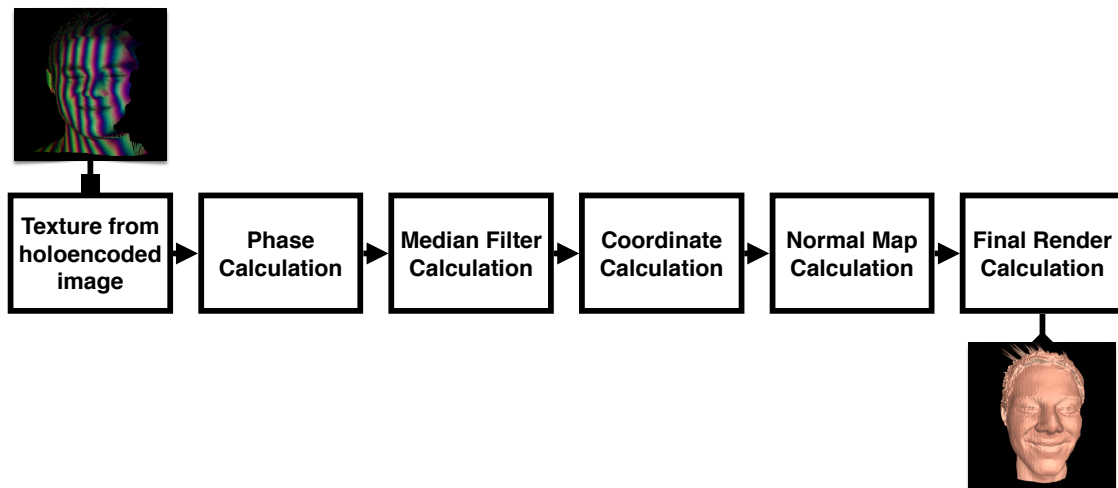 Texture from
holoencoded
image
Phase
Calculation
Median Filter
Calculation
Coordinate
Calculation
Normal Map
Calculation
Final Render
Calculation